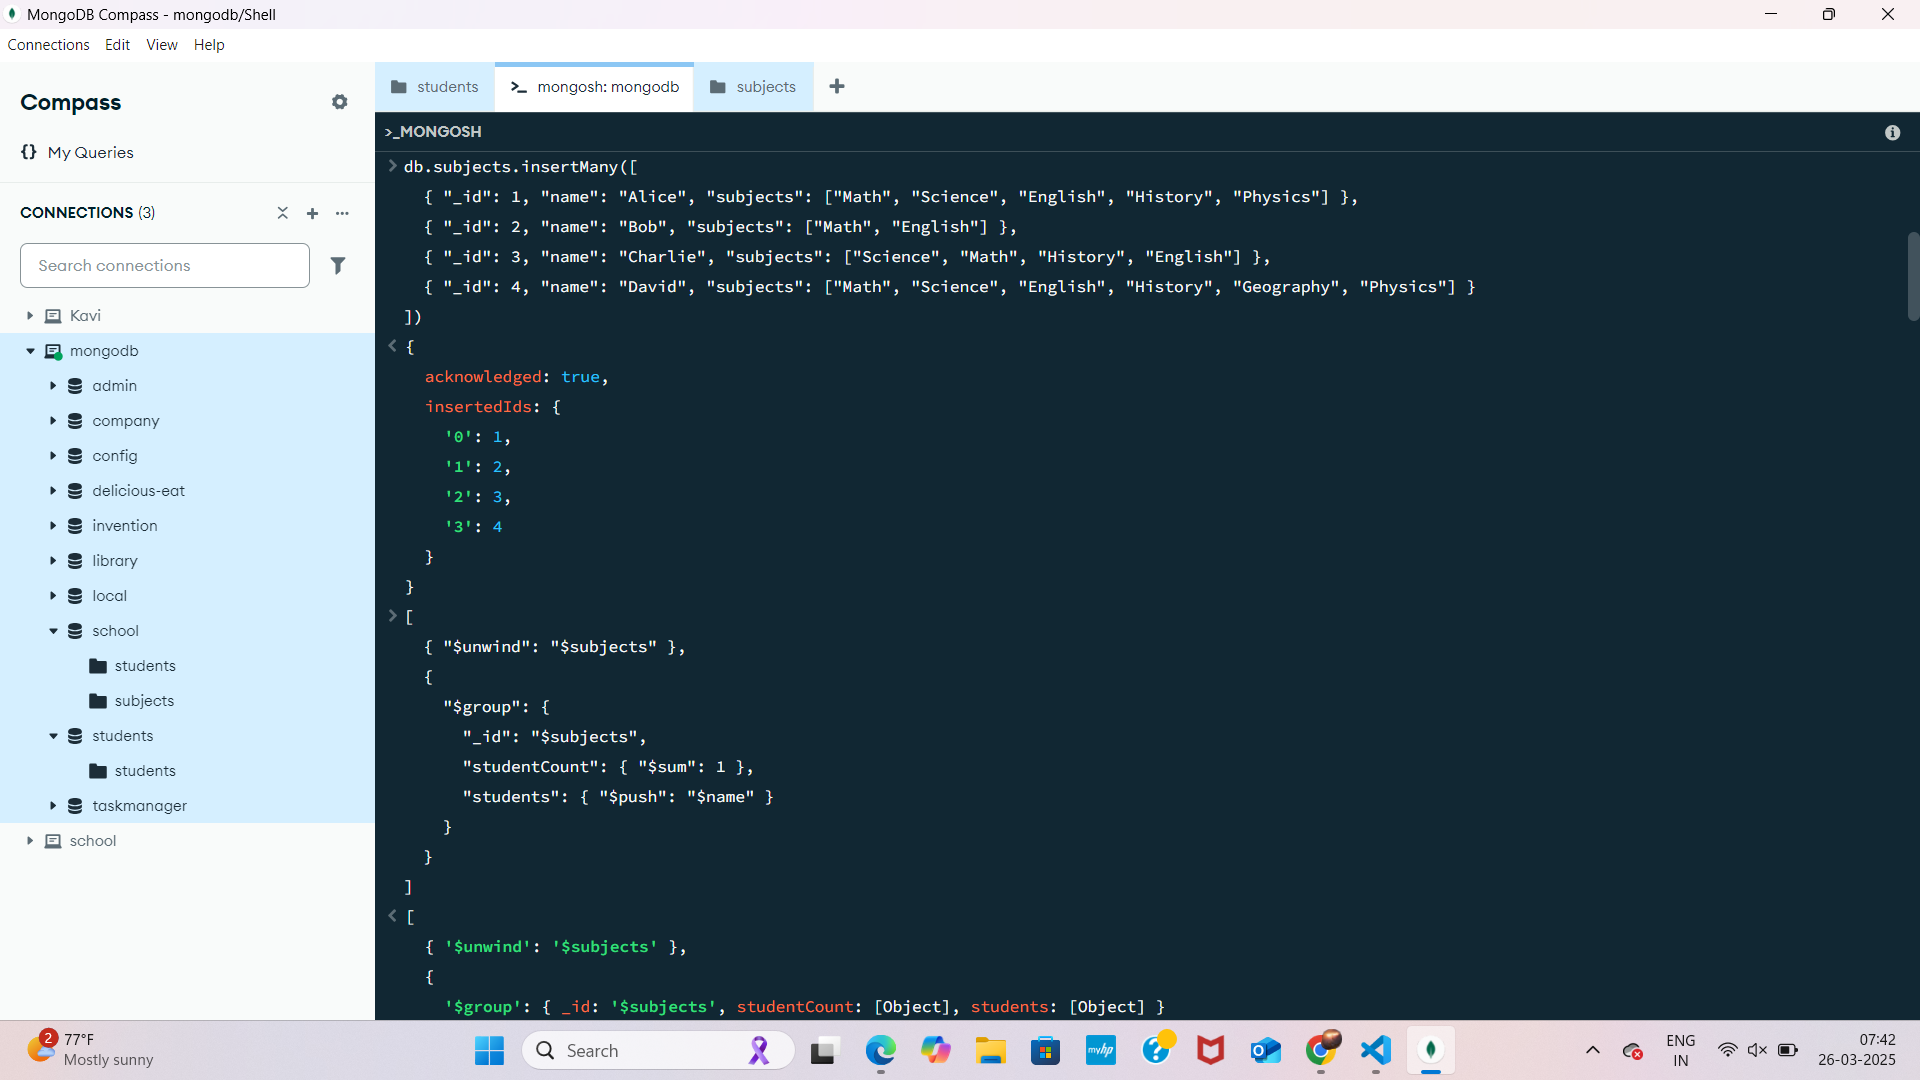 MongoDB Compass - mongodb/Shell
Connections Edit View Help
Compass
{} My Queries
CONNECTIONS (3)
Search connections
Kavi
mongodb
admin
company
config
delicious-eat
invention
library
local
school
students
subjects
students
students
taskmanager
school
students
>_ mongosh: mongodb
subjects
>_MONGOSH
> db.subjects.insertMany([
{ "_id": 1, "name": "Alice", "subjects": ["Math", "Science", "English", "History", "Physics"] },
{ "_id": 2, "name": "Bob", "subjects": ["Math", "English"] },
{ "_id": 3, "name": "Charlie", "subjects": ["Science", "Math", "History", "English"] },
{ "_id": 4, "name": "David", "subjects": ["Math", "Science", "English", "History", "Geography", "Physics"] }
])
< {
acknowledged: true,
insertedIds: {
'0': 1,
'1': 2,
'2': 3,
'3': 4
}
}
> [
{ "$unwind": "$subjects" },
{
"$group": {
"_id": "$subjects",
"studentCount": { "$sum": 1 },
"students": { "$push": "$name" }
}
}
]
< [
{ '$unwind': '$subjects' },
{
'$group': { _id: '$subjects', studentCount: [Object], students: [Object] }
2
77°F
Mostly sunny
Search
myhp
ENG
IN
07:42
26-03-2025